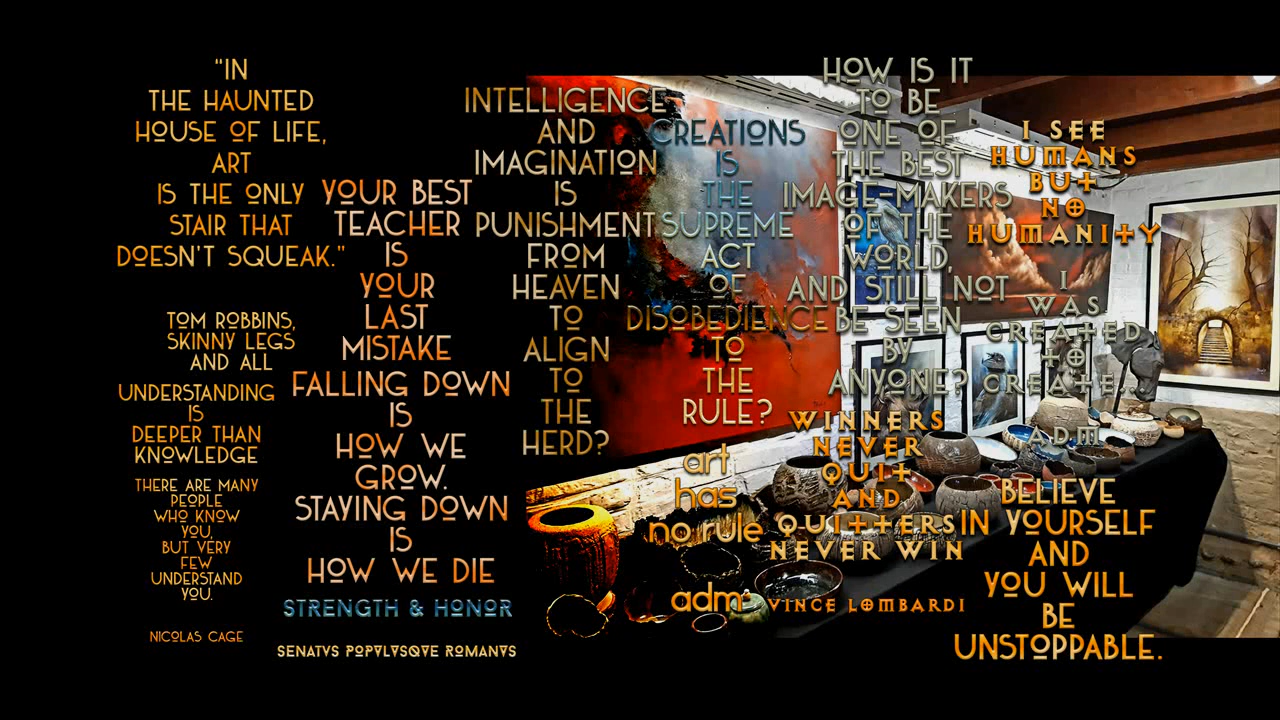 "IN
THE HAUNTED
HOUSE OF LIFE,
ART
IS THE ONLY
STAIR THAT
DOESN'T SQUEAK."
TOM ROBBINS,
SKINNY LEGS
AND ALL
UNDERSTANDING
IS
DEEPER THAN
KNOWLEDGE
THERE ARE MANY
PEOPLE
WHO KNOW
YOU,
BUT VERY
FEW
UNDERSTAND
YOU.
NICOLAS CAGE
YOUR BEST
TEACHER
IS
YOUR
LAST
MISTAKE
FALLING DOWN
IS
HOW WE
GROW.
STAYING DOWN
IS
HOW WE DIE
STRENGTH & HONOR
SENATVS POPVLVSQVE ROMANVS
INTELLIGENCE
AND
IMAGINATION
IS
PUNISHMENT
FROM
HEAVEN
TO
ALIGN
TO
THE
HERD?
CREATIONS
IS
THE
SUPREME
ACT
OF
DISOBEDIENCE
TO
THE
RULE?
art
has
no rule
adm
HOW IS IT
TO BE
ONE OF
THE BEST
IMAGE-MAKERS
OF THE
WORLD,
AND STILL NOT
BE SEEN
BY
ANYONE?
WINNERS
NEVER
QUIT
AND
QUITTERS
NEVER WIN
VINCE LOMBARDI
I SEE
HUMANS
BUT
NO
HUMANITY
I
WAS
CREATED
TO
CREATE...
ADM
BELIEVE
IN YOURSELF
AND
YOU WILL
BE
UNSTOPPABLE.